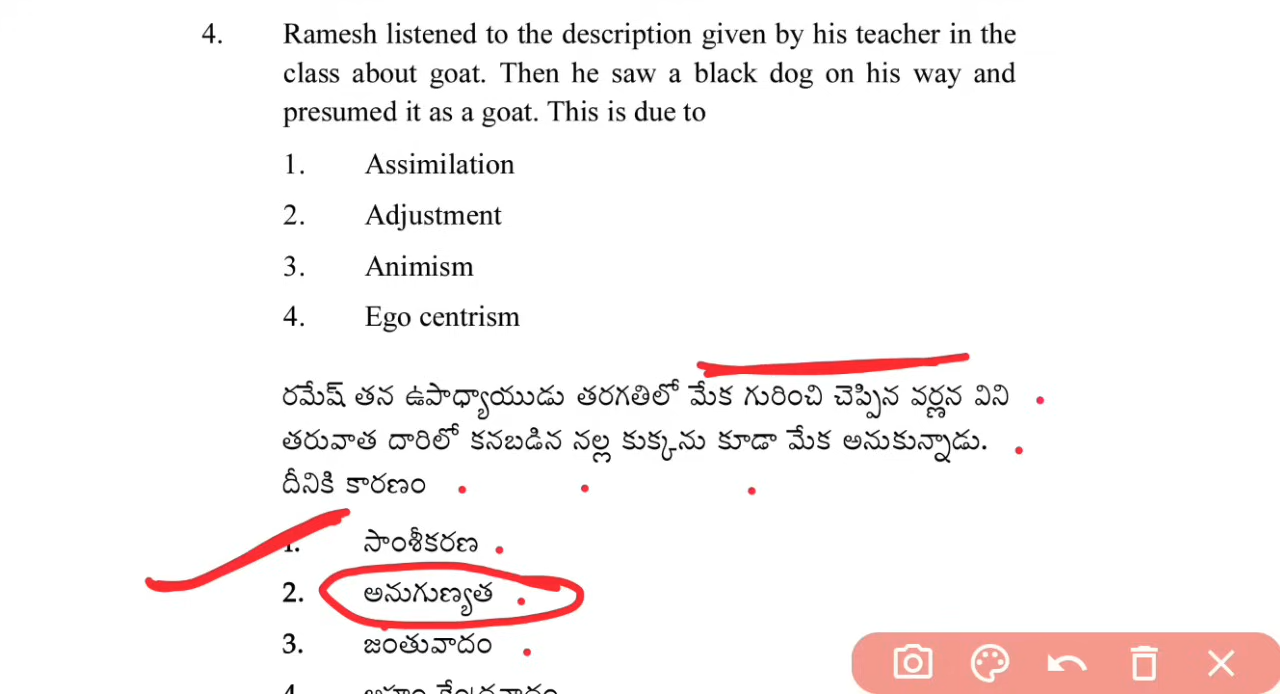 4. Ramesh listened to the description given by his teacher in the
class about goat. Then he saw a black dog on his way and
presumed it as a goat. This is due to
1. Assimilation
2. Adjustment
3. Animism
4. Ego centrism
రమేష్ తన ఉపాధ్యాయుడు తరగతిలో మేక గురించి చెప్పిన వర్ణన విని
తరువాత దారిలో కనబడిన నల్ల కుక్కను కూడా మేక అనుకున్నాడు.
దీనికి కారణం
1. సాంశీకరణ
2. అనుగుణ్యత
3. జంతువాదం
4.